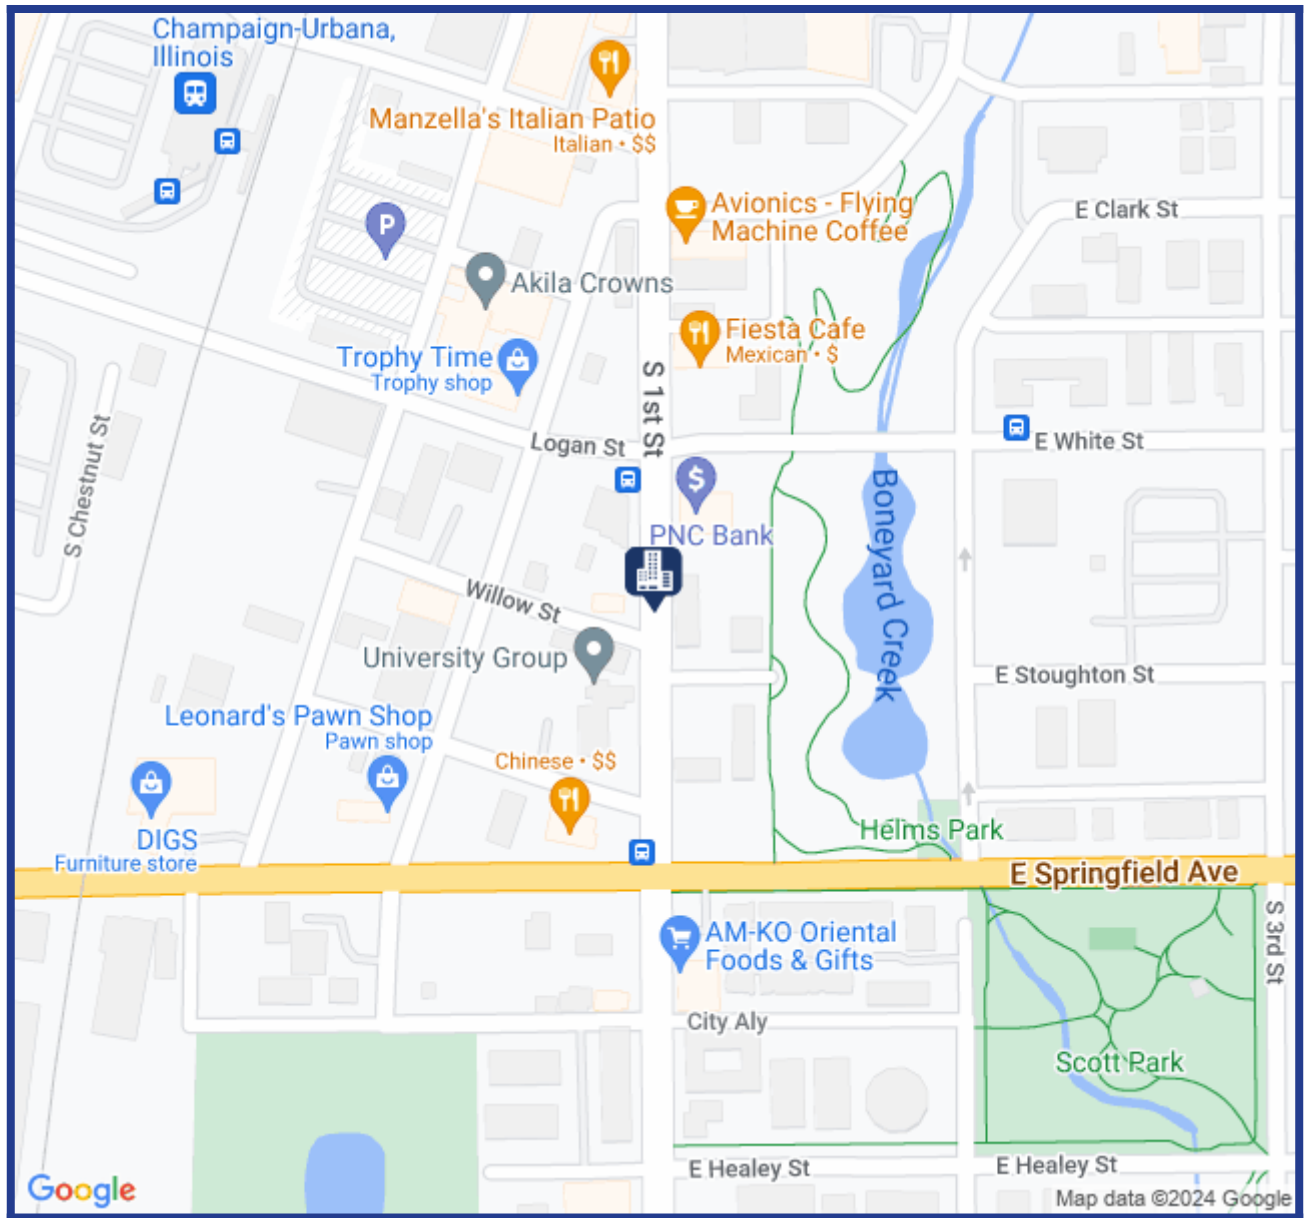 Champaign-Urbana,
Illinois
Manzella's Italian Patio
Italian • $$
P
Avionics - Flying
Machine Coffee
E Clark St
Akila Crowns
Fiesta Cafe
Mexican • $
Trophy Time
Trophy shop
S 1st St
Logan St
E White St
S Chestnut St
$
PNC Bank
Boneyard Creek
Willow St
University Group
E Stoughton St
Leonard's Pawn Shop
Pawn shop
Chinese • $$
DIGS
Furniture store
Helms Park
E Springfield Ave
S 3rd St
AM-KO Oriental
Foods & Gifts
City Aly
Scott Park
E Healey St
E Healey St
Google
Map data ©2024 Google